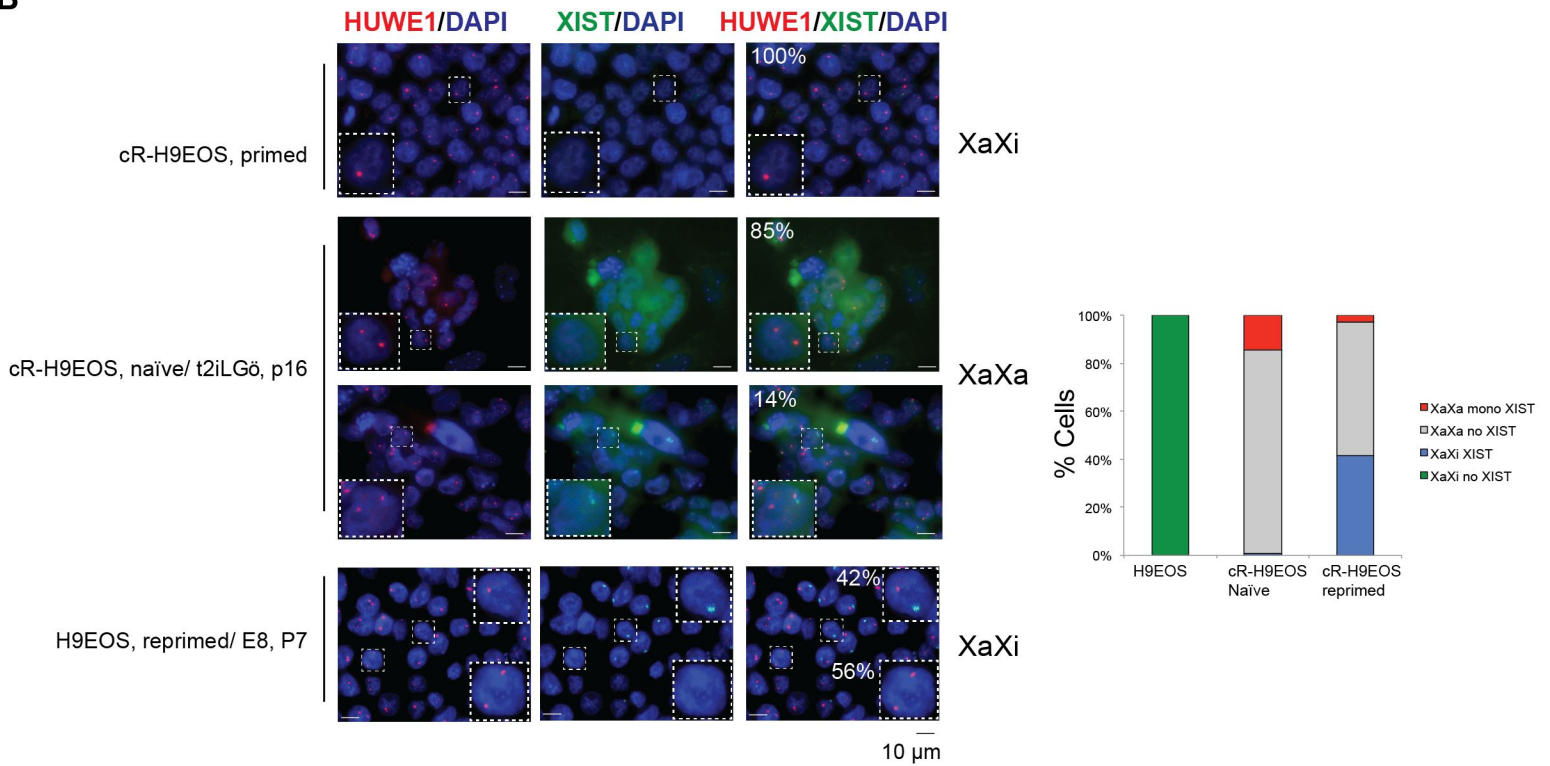 B
HUWE1/DAPI
XIST/DAPI
HUWE1/XIST/DAPI
cR-H9EOS, primed
100%
XaXi
cR-H9EOS, naïve/ t2iLGö, p16
85%
14%
XaXa
H9EOS, reprimed/ E8, P7
42%
56%
XaXi
10 µm
% Cells
100%
80%
60%
40%
20%
0%
H9EOS
cR-H9EOS
Naïve
cR-H9EOS
reprimed
XaXa mono XIST
XaXa no XIST
XaXi XIST
XaXi no XIST